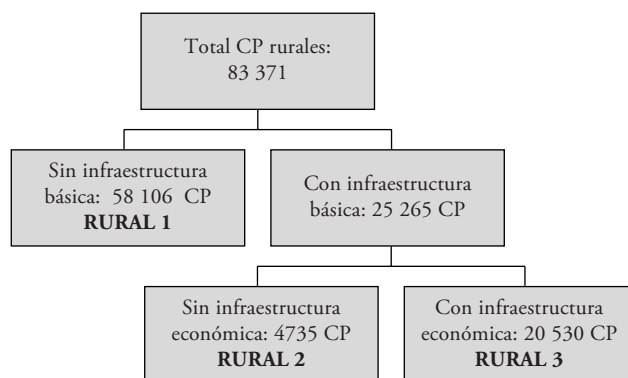 Total CP rurales:
83 371
Sin infraestructura
básica: 58 106 CP
RURAL 1
Con infraestructura
básica: 25 265 CP
Sin infraestructura
económica: 4735 CP
RURAL 2
Con infraestructura
económica: 20 530 CP
RURAL 3